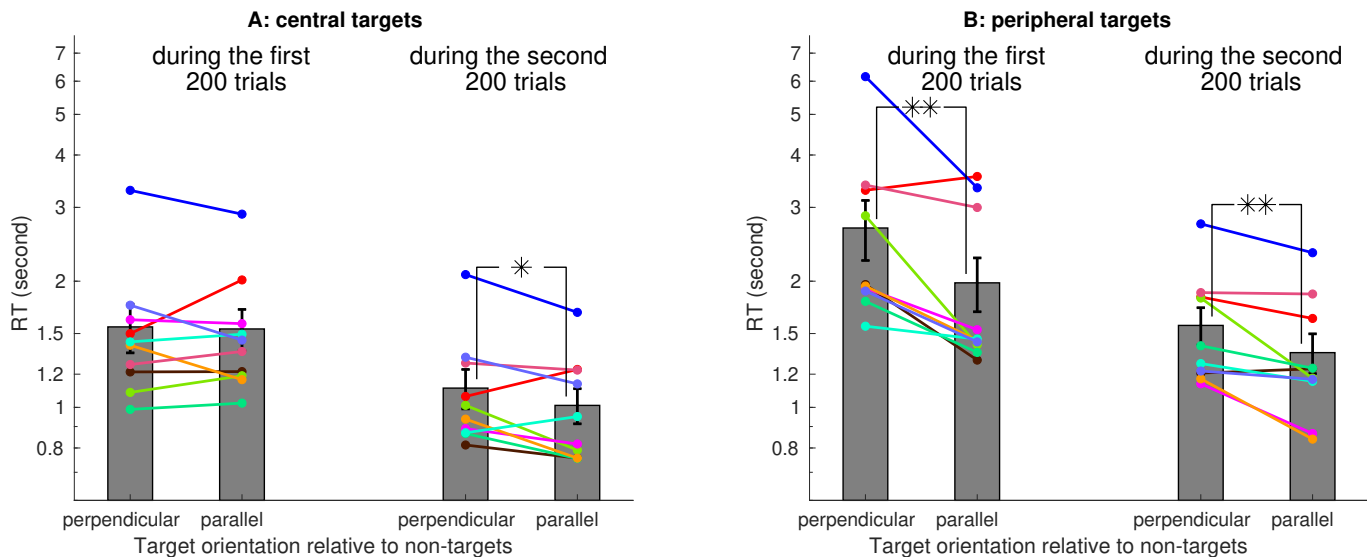 A: central targets
during the first
200 trials
during the second
200 trials
7
6
5
4
3
2
1.5
1.2
1
0.8
RT (second)
perpendicular parallel perpendicular parallel
Target orientation relative to non-targets
B: peripheral targets
during the first
200 trials
during the second
200 trials
7
6
5
4
3
2
1.5
1.2
1
0.8
RT (second)
perpendicular parallel perpendicular parallel
Target orientation relative to non-targets